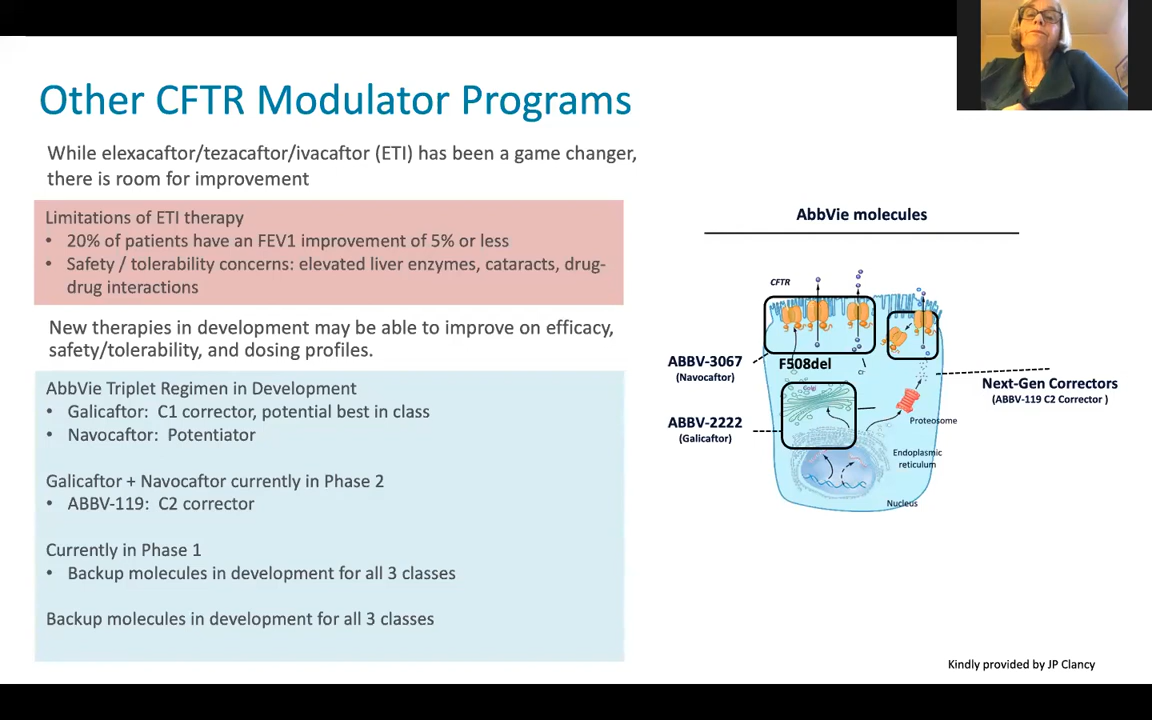 Other CFTR Modulator Programs
While elexacaftor/tezacaftor/ivacaftor (ETI) has been a game changer,
there is room for improvement
Limitations of ETI therapy
• 20% of patients have an FEV1 improvement of 5% or less
• Safety / tolerability concerns: elevated liver enzymes, cataracts, drug-
drug interactions
New therapies in development may be able to improve on efficacy,
safety/tolerability, and dosing profiles.
AbbVie Triplet Regimen in Development
• Galicaftor: C1 corrector, potential best in class
• Navocaftor: Potentiator
Galicaftor + Navocaftor currently in Phase 2
• ABBV-119: C2 corrector
Currently in Phase 1
• Backup molecules in development for all 3 classes
Backup molecules in development for all 3 classes
AbbVie molecules
CFTR
ABBV-3067
(Navocaftor)
F508del
Golgi
ABBV-2222
(Galicaftor)
Next-Gen Correctors
(ABBV-119 C2 Corrector )
Proteosome
Endoplasmic
reticulum
Nucleus
Cl-
Kindly provided by JP Clancy